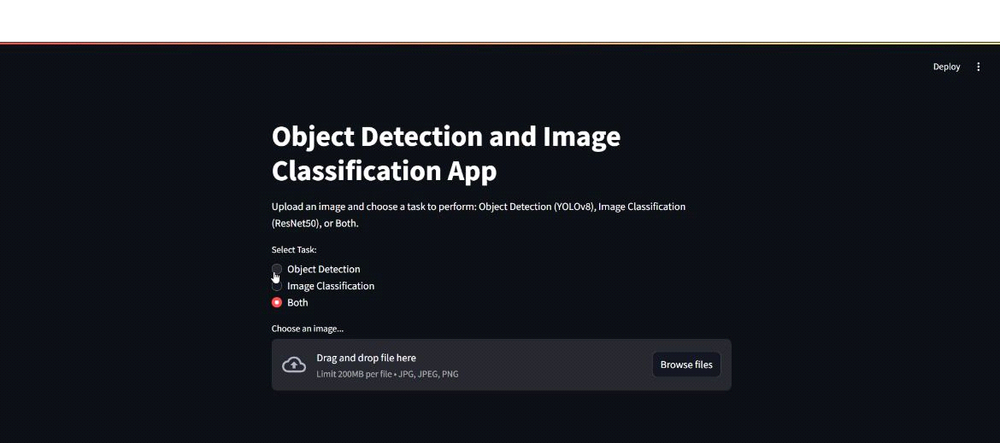 Deploy
Object Detection and Image
Classification App
Upload an image and choose a task to perform: Object Detection (YOLOv8), Image Classification
(ResNet50), or Both.
Select Task:
Object Detection
Image Classification
Both
Choose an image...
Drag and drop file here
Limit 200MB per file • JPG, JPEG, PNG
Browse files